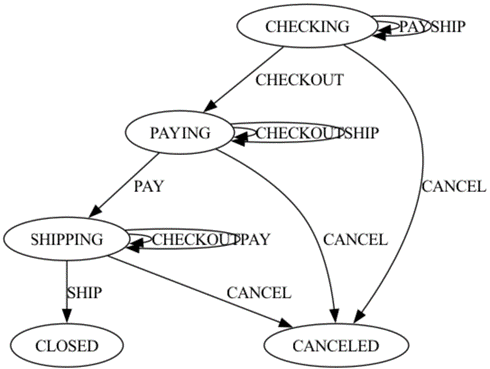 CHECKING
PAY
SHIP
CHECKOUT
PAYING
CHECKOUT
SHIP
PAY
CANCEL
SHIPPING
CHECKOUT
PAY
CANCEL
SHIP
CANCEL
CLOSED
CANCELED